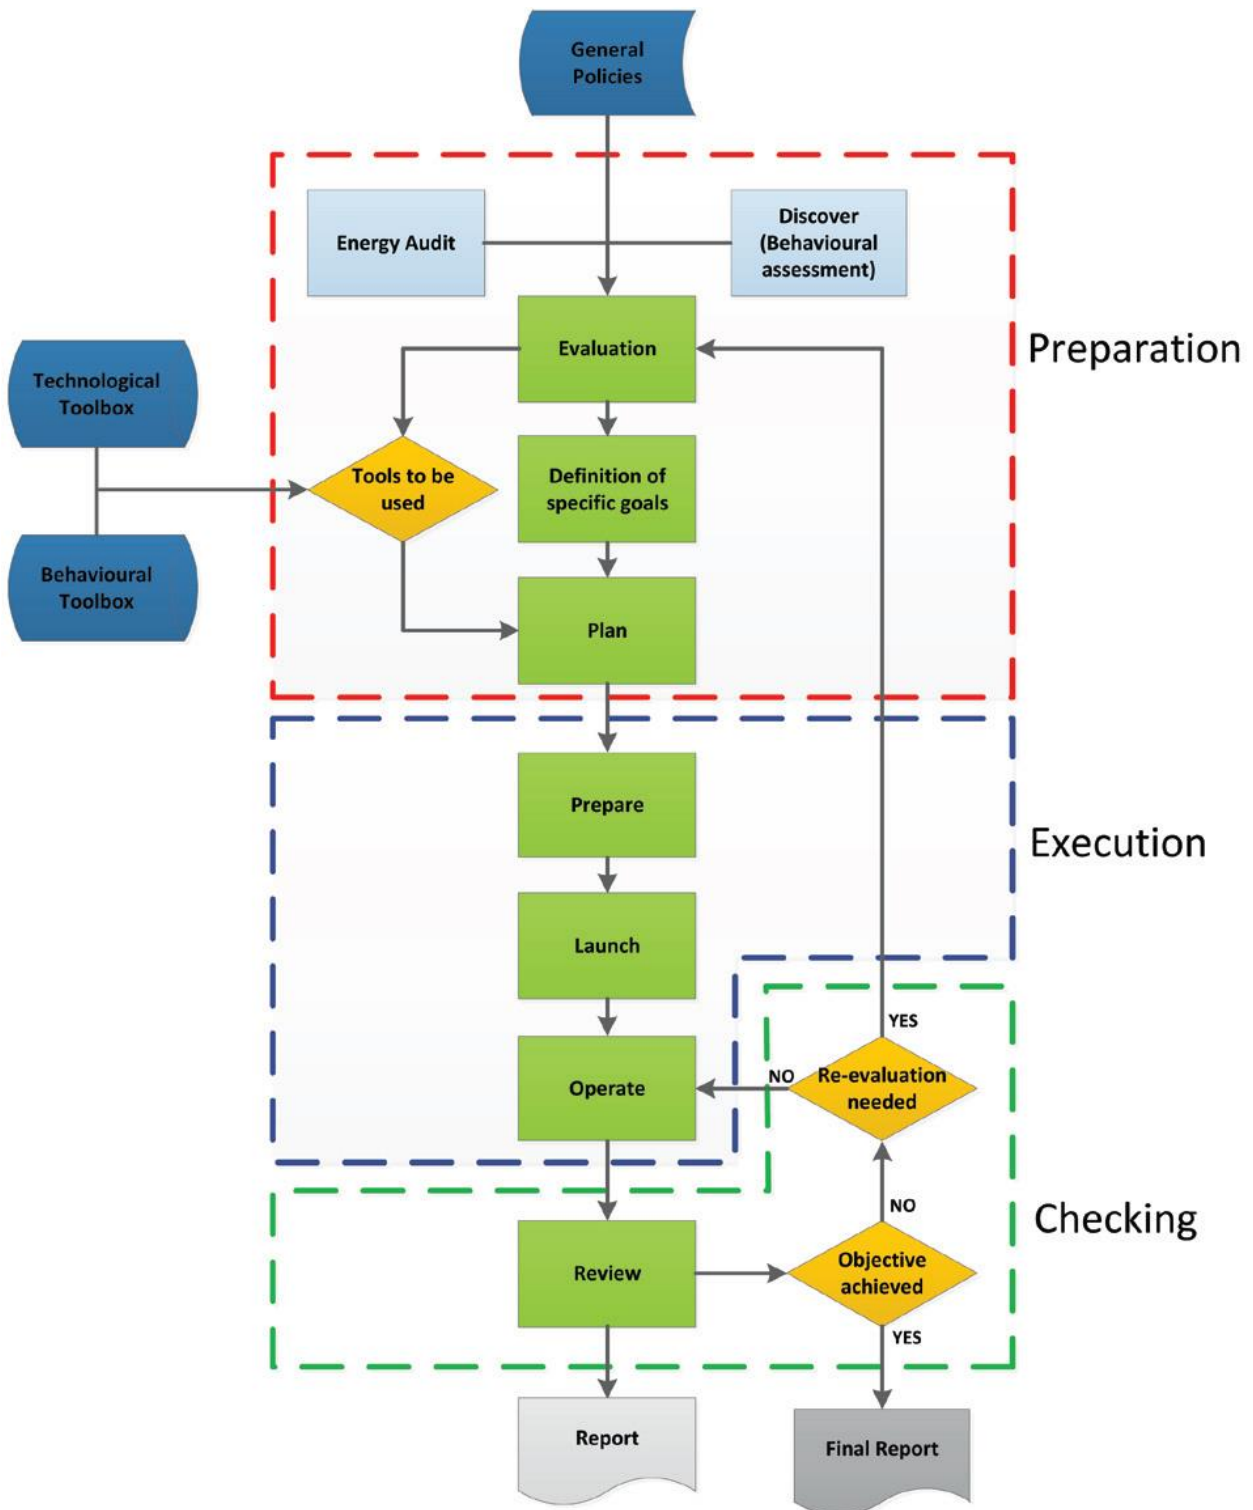 General
Policies
Energy Audit
Discover
(Behavioural
assessment)
Evaluation
Preparation
Technological
Toolbox
Tools to be
used
Definition of
specific goals
Behavioural
Toolbox
Plan
Prepare
Execution
Launch
YES
Operate
NO
Re-evaluation
needed
NO
Checking
Review
Objective
achieved
YES
Report
Final Report